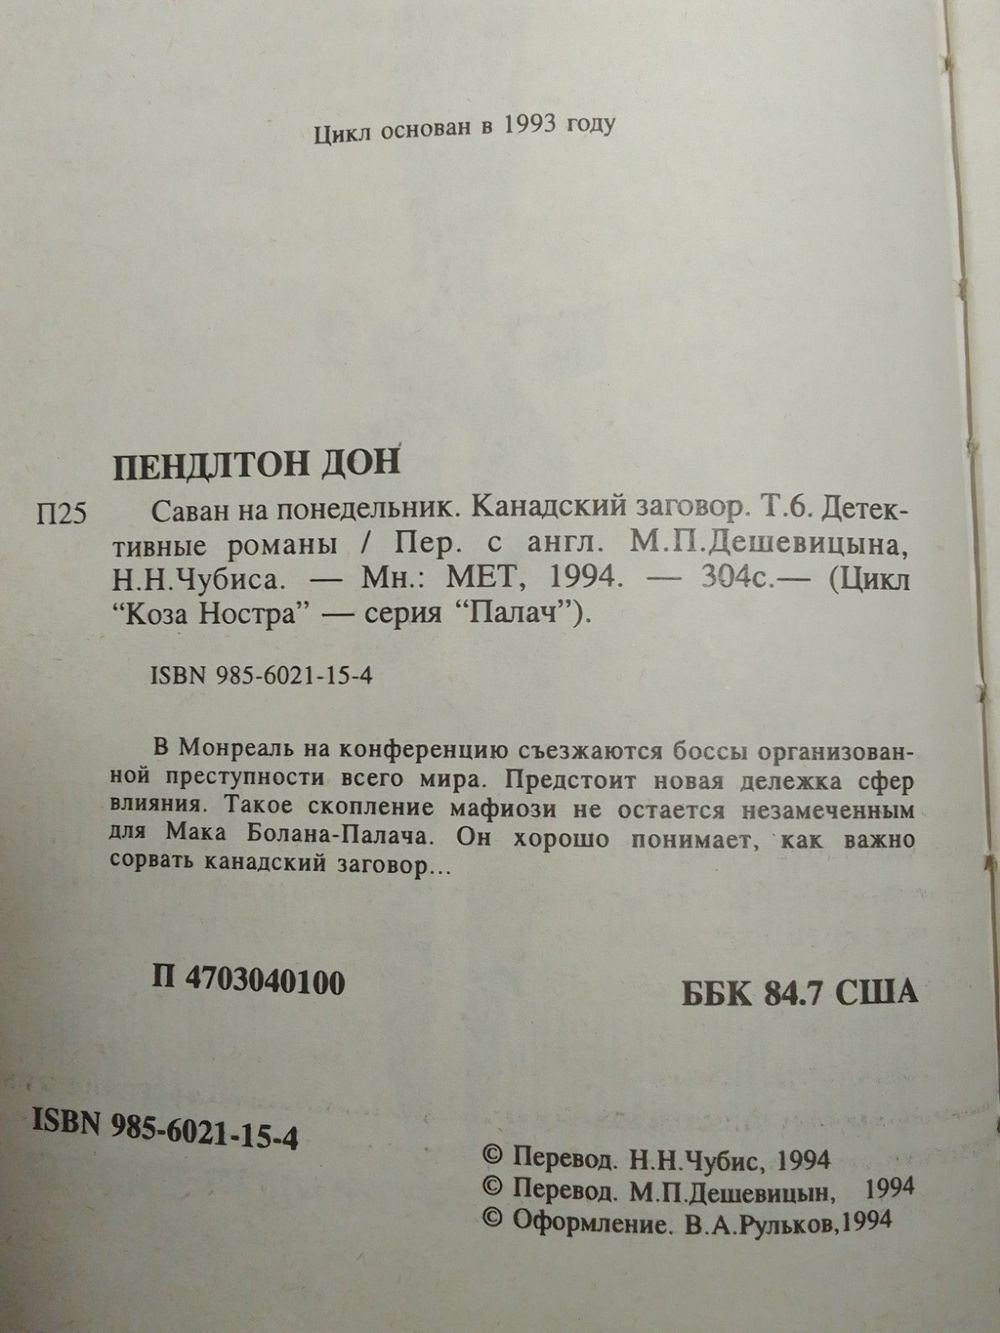 Цикл основан в 1993 году
ПЕНДЛТОН ДОН
П25 Саван на понедельник. Канадский заговор. Т.6. Детек-
тивные романы / Пер. с англ. М.П.Дешевицына,
Н.Н.Чубиса. — Мн.: МЕТ, 1994. — 304с.— (Цикл
“Коза Ностра” — серия “Палач”).
ISBN 985-6021-15-4
В Монреаль на конференцию съезжаются боссы организован-
ной преступности всего мира. Предстоит новая дележка сфер
влияния. Такое скопление мафиози не остается незамеченным
для Мака Болана-Палача. Он хорошо понимает, как важно
сорвать канадский заговор...
П 4703040100
ББК 84.7 США
ISBN 985-6021-15-4
© Перевод. Н.Н.Чубис, 1994
© Перевод. М.П.Дешевицын, 1994
© Оформление. В.А.Рульков,1994